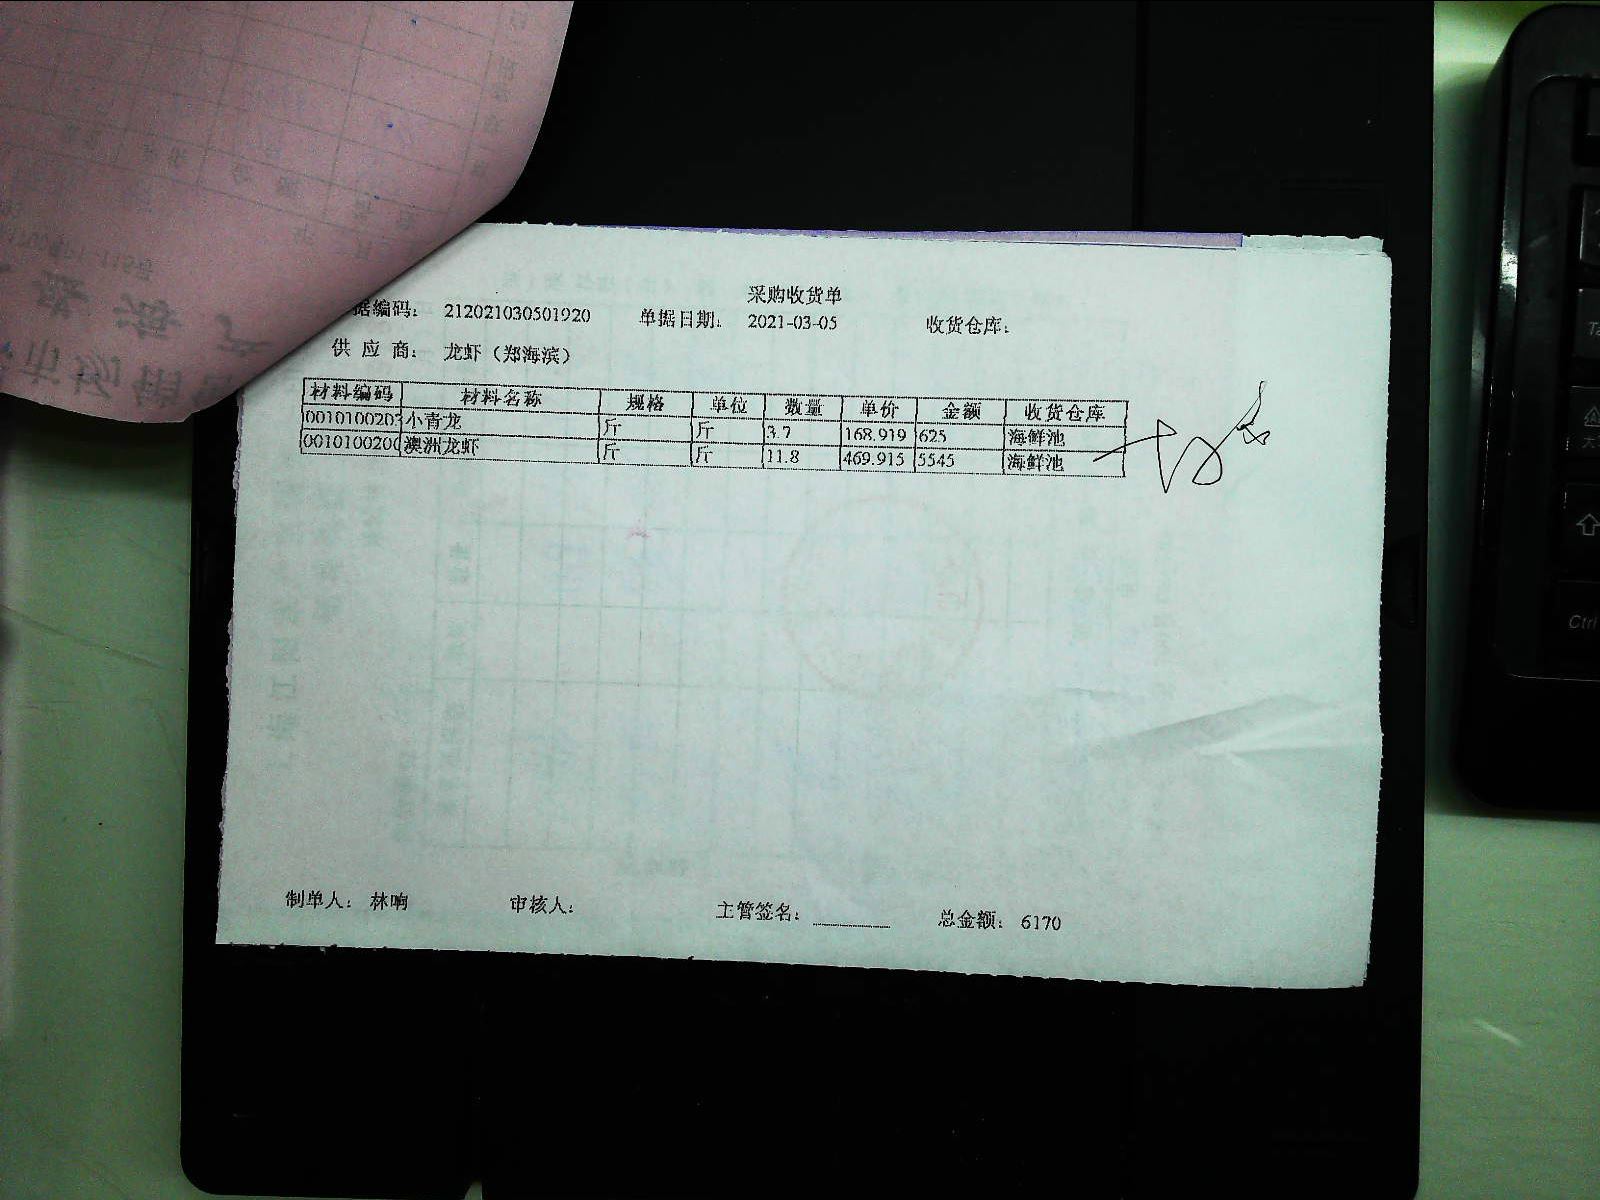 采购收货单
据编码： 212021030501920 单据日期： 2021-03-05 收货仓库：
供 应 商： 龙虾（郑海滨）
材料编码 材料名称 规格 单位 数量 单价 金额 收货仓库
0010100203 小青龙 斤 斤 3.7 168.919 625 海鲜池
0010100200 澳洲龙虾 斤 斤 11.8 469.915 5545 海鲜池
制单人： 林响 审核人： 主管签名： 总金额： 6170
Ctrl